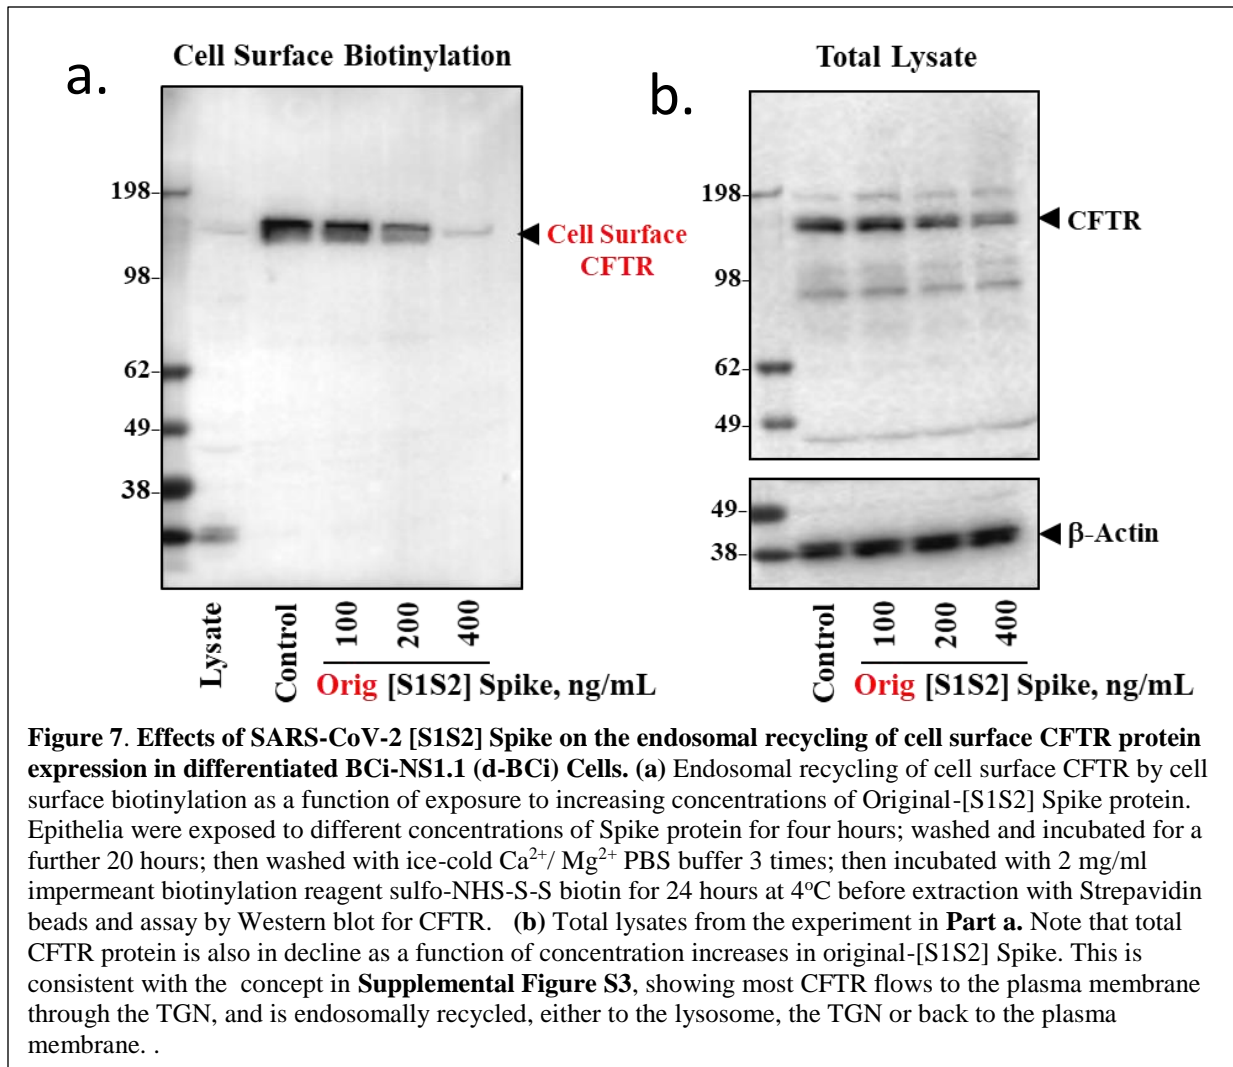 a.
Cell Surface Biotinylation
198
98
62
49
38
Cell Surface
CFTR
Lysate
Control
100
200
400
Orig [S1S2] Spike, ng/mL
b.
Total Lysate
198
98
62
49
CFTR
49
38
β-Actin
Control
100
200
400
Orig [S1S2] Spike, ng/mL
Figure 7. Effects of SARS-CoV-2 [S1S2] Spike on the endosomal recycling of cell surface CFTR protein
expression in differentiated BCi-NS1.1 (d-BCi) Cells. (a) Endosomal recycling of cell surface CFTR by cell
surface biotinylation as a function of exposure to increasing concentrations of Original-[S1S2] Spike protein.
Epithelia were exposed to different concentrations of Spike protein for four hours; washed and incubated for a
further 20 hours; then washed with ice-cold Ca²⁺/ Mg²⁺ PBS buffer 3 times; then incubated with 2 mg/ml
impermeant biotinylation reagent sulfo-NHS-S-S biotin for 24 hours at 4°C before extraction with Strepavidin
beads and assay by Western blot for CFTR. (b) Total lysates from the experiment in Part a. Note that total
CFTR protein is also in decline as a function of concentration increases in original-[S1S2] Spike. This is
consistent with the concept in Supplemental Figure S3, showing most CFTR flows to the plasma membrane
through the TGN, and is endosomally recycled, either to the lysosome, the TGN or back to the plasma
membrane. .